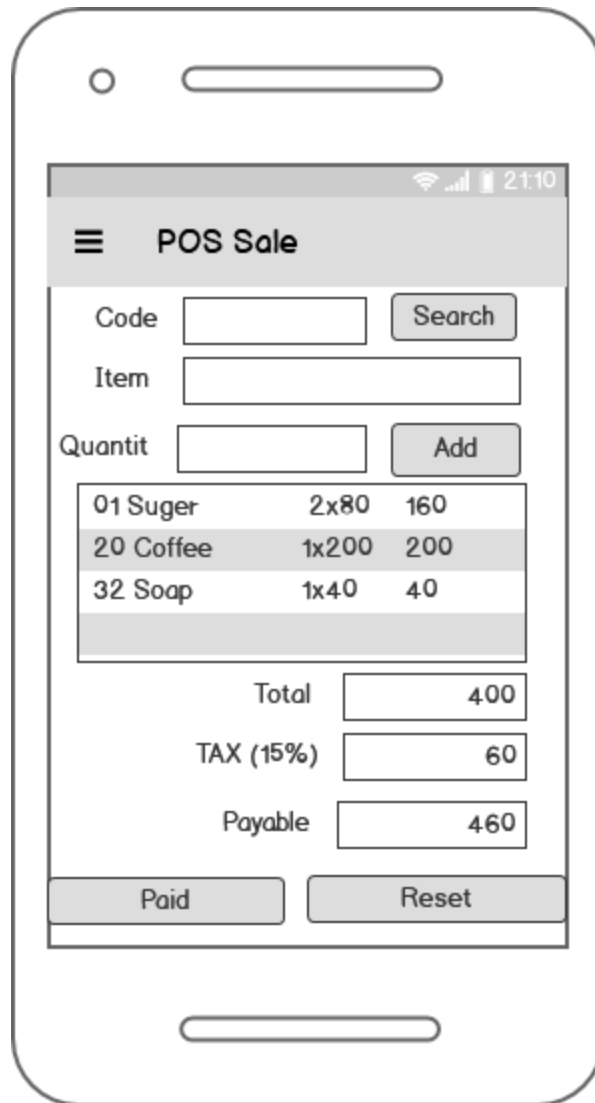 21:10
POS Sale
Code Search
Item
Quantit Add
01 Suger 2x80 160
20 Coffee 1x200 200
32 Soap 1x40 40
Total 400
TAX (15%) 60
Payable 460
Paid Reset